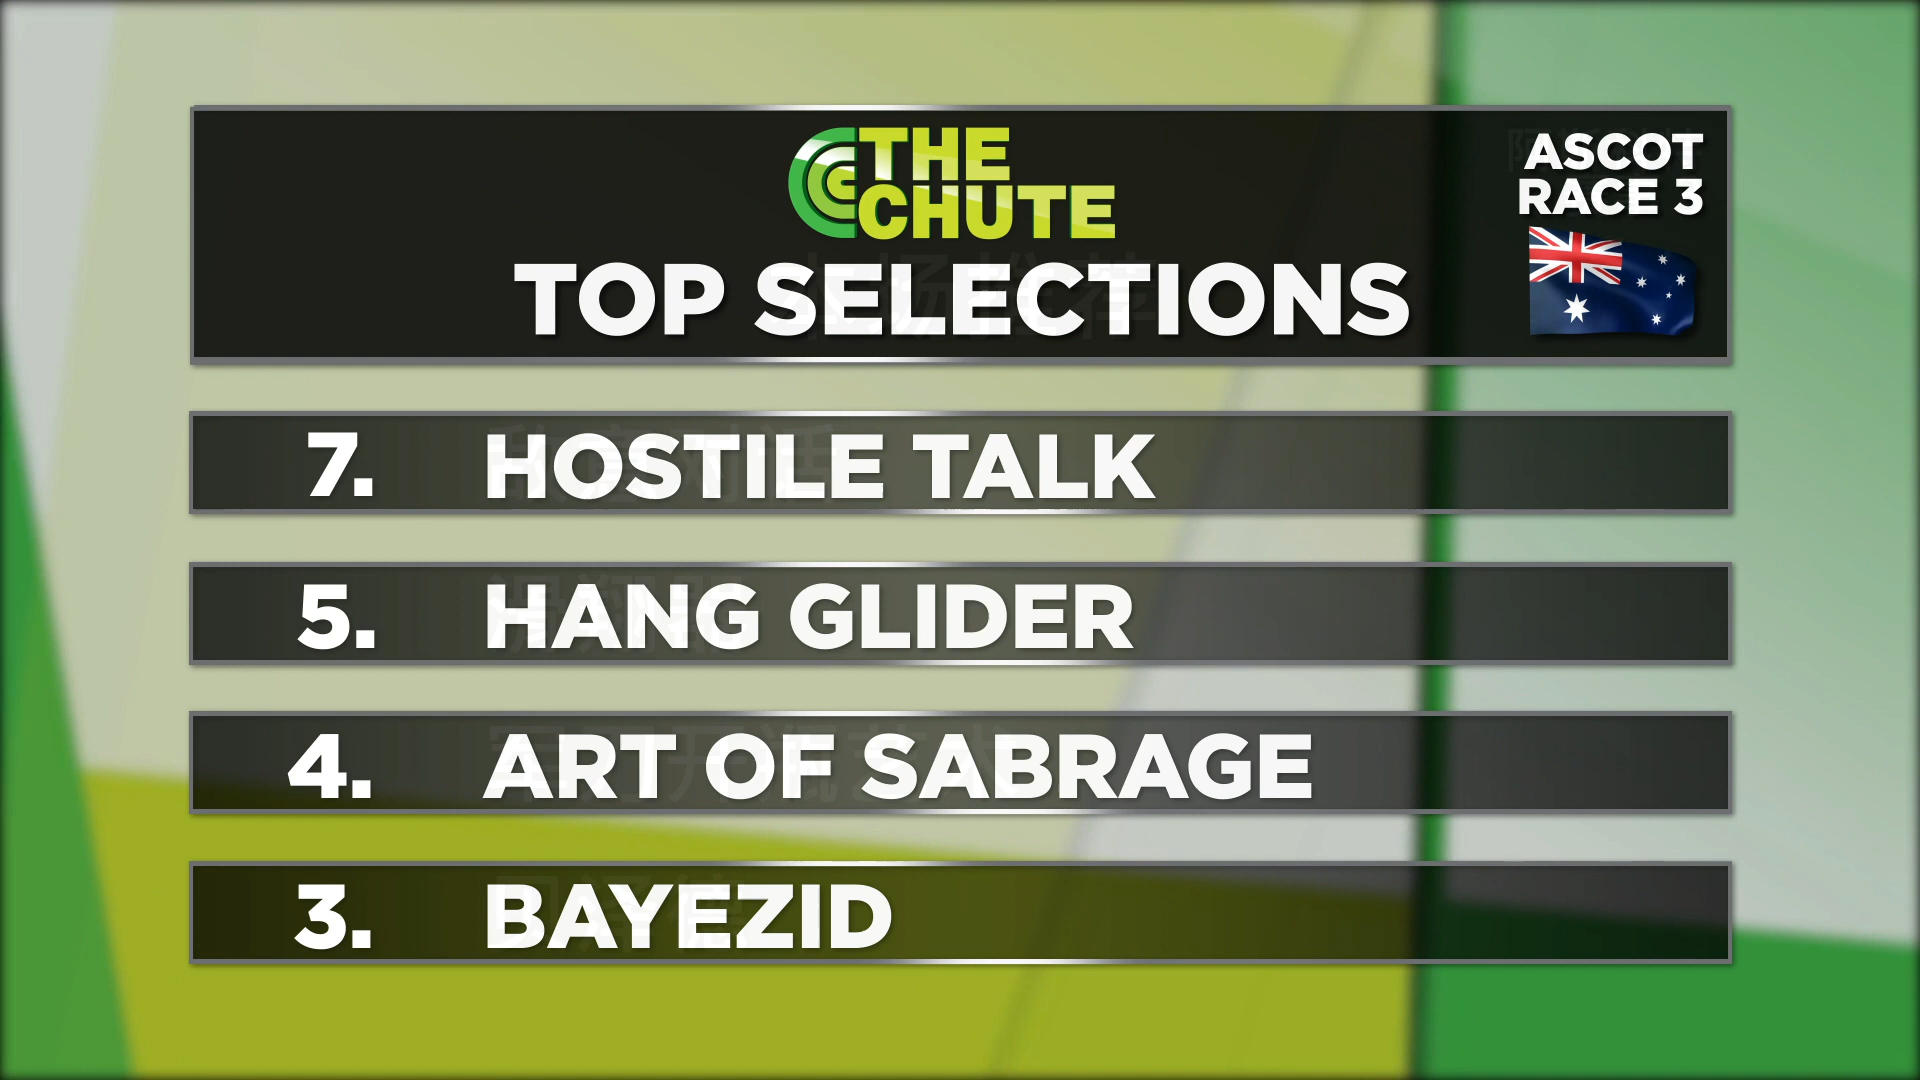 THE
CHUTE
TOP SELECTIONS
ASCOT
RACE 3
7. HOSTILE TALK
5. HANG GLIDER
4. ART OF SABRAGE
3. BAYEZID